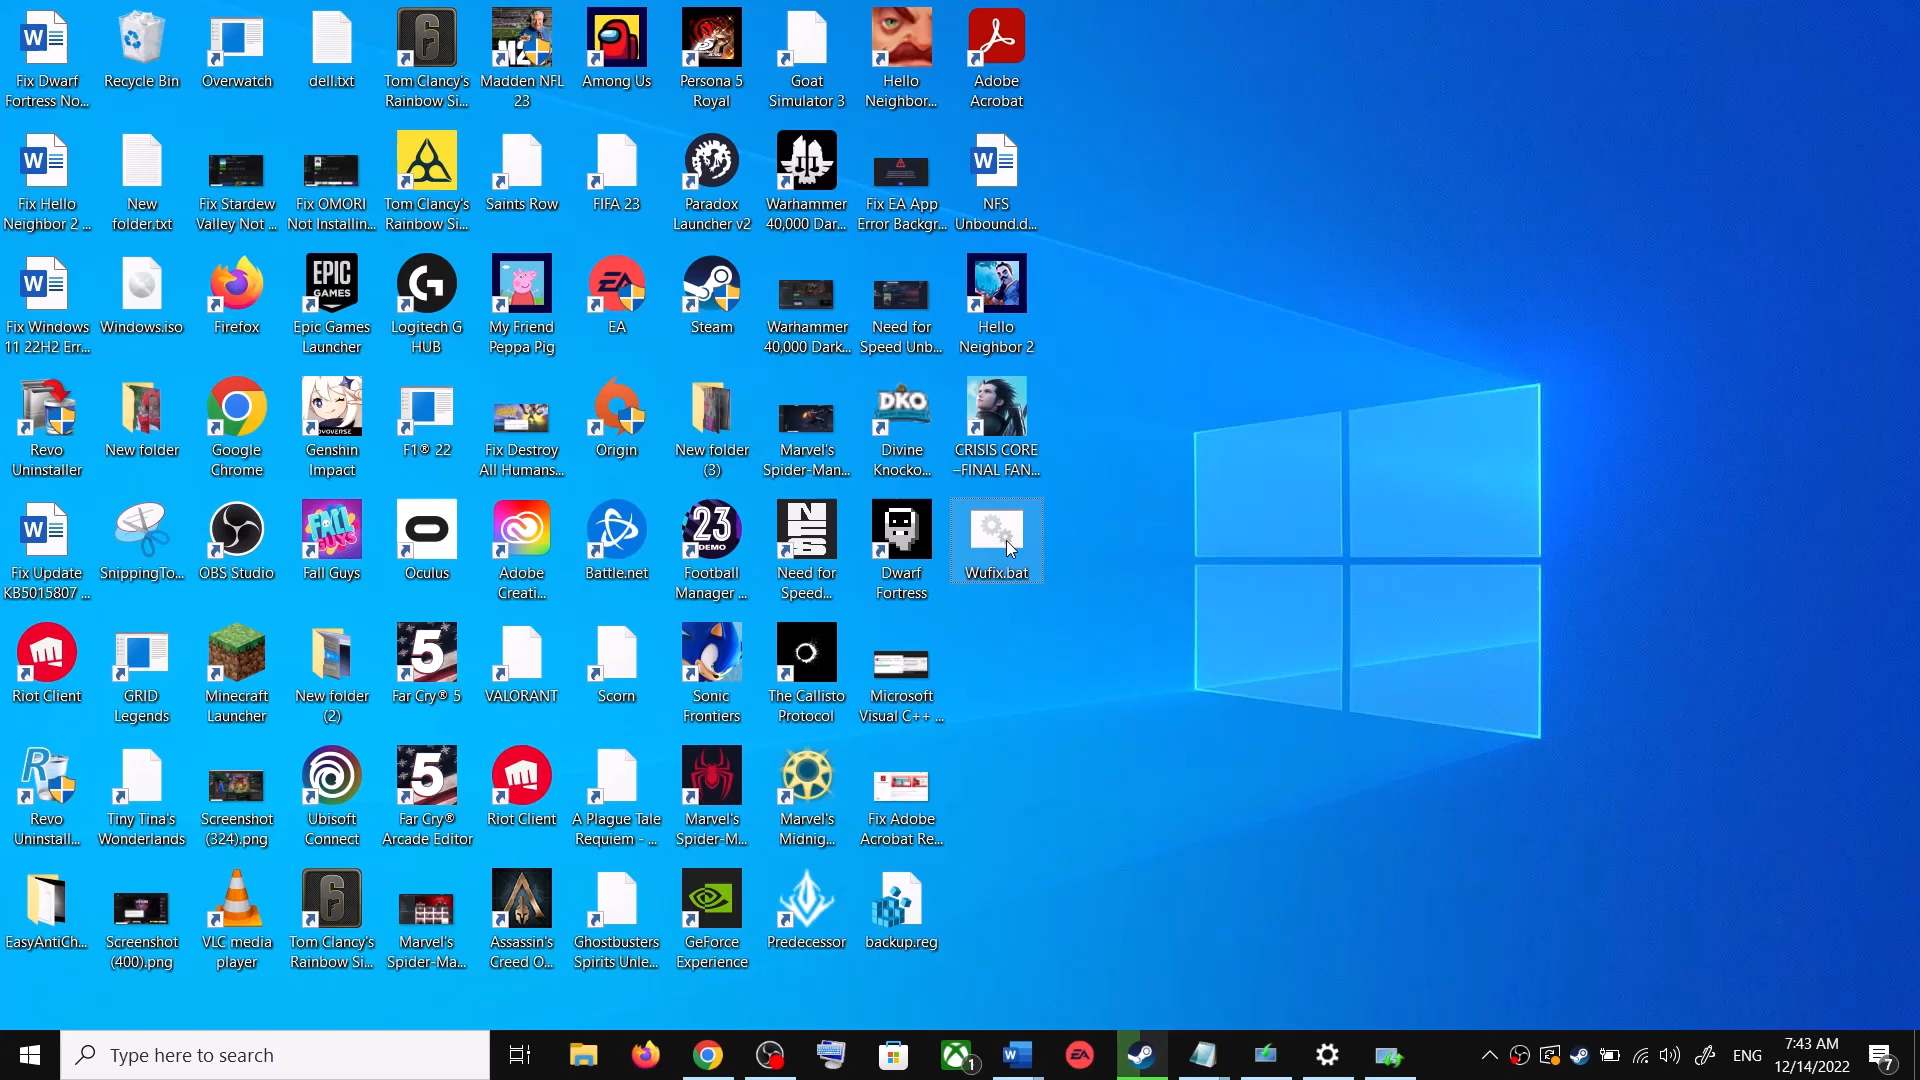 Fix Dwarf
Fortress No...
Recycle Bin
Overwatch
dell.txt
Tom Clancy's
Rainbow Si...
Madden NFL
23
Among Us
Persona 5
Royal
Goat
Simulator 3
Hello
Neighbor...
Adobe
Acrobat
Fix Hello
Neighbor 2 ...
New
folder.txt
Fix Stardew
Valley Not ...
Fix OMORI
Not Installin...
Tom Clancy's
Rainbow Si...
Saints Row
FIFA 23
Paradox
Launcher v2
Warhammer
40,000 Dar...
Fix EA App
Error Backgr...
NFS
Unbound.d...
Fix Windows
11 22H2 Err...
Windows.iso
Firefox
EPIC
GAMES
Epic Games
Launcher
Logitech G
HUB
My Friend
Peppa Pig
EA
Steam
Warhammer
40,000 Dark...
Need for
Speed Unb...
Hello
Neighbor 2
Revo
Uninstaller
New folder
Google
Chrome
Genshin
Impact
F1® 22
Fix Destroy
All Humans...
Origin
New folder
(3)
Marvel's
Spider-Man...
DKO
Divine
Knocko...
CRISIS CORE
–FINAL FAN...
Fix Update
KB5015807 ...
SnippingTo...
OBS Studio
FALL
GUYS
Fall Guys
Oculus
Adobe
Creati...
Battle.net
23
DEMO
Football
Manager ...
Need for
Speed...
Dwarf
Fortress
Wufix.bat
Riot Client
GRID
Legends
Minecraft
Launcher
New folder
(2)
5
Far Cry® 5
VALORANT
Scorn
Sonic
Frontiers
The Callisto
Protocol
Microsoft
Visual C++ ...
Revo
Uninstall...
Tiny Tina's
Wonderlands
Screenshot
(324).png
Ubisoft
Connect
5
Far Cry®
Arcade Editor
Riot Client
A Plague Tale
Requiem - ...
Marvel's
Spider-M...
Marvel's
Midnig...
Fix Adobe
Acrobat Re...
EasyAntiCh...
Screenshot
(400).png
VLC media
player
Tom Clancy's
Rainbow Si...
Marvel's
Spider-Ma...
Assassin's
Creed O...
Ghostbusters
Spirits Unle...
GeForce
Experience
Predecessor
backup.reg
Type here to search
1
ENG
7:43 AM
12/14/2022
7